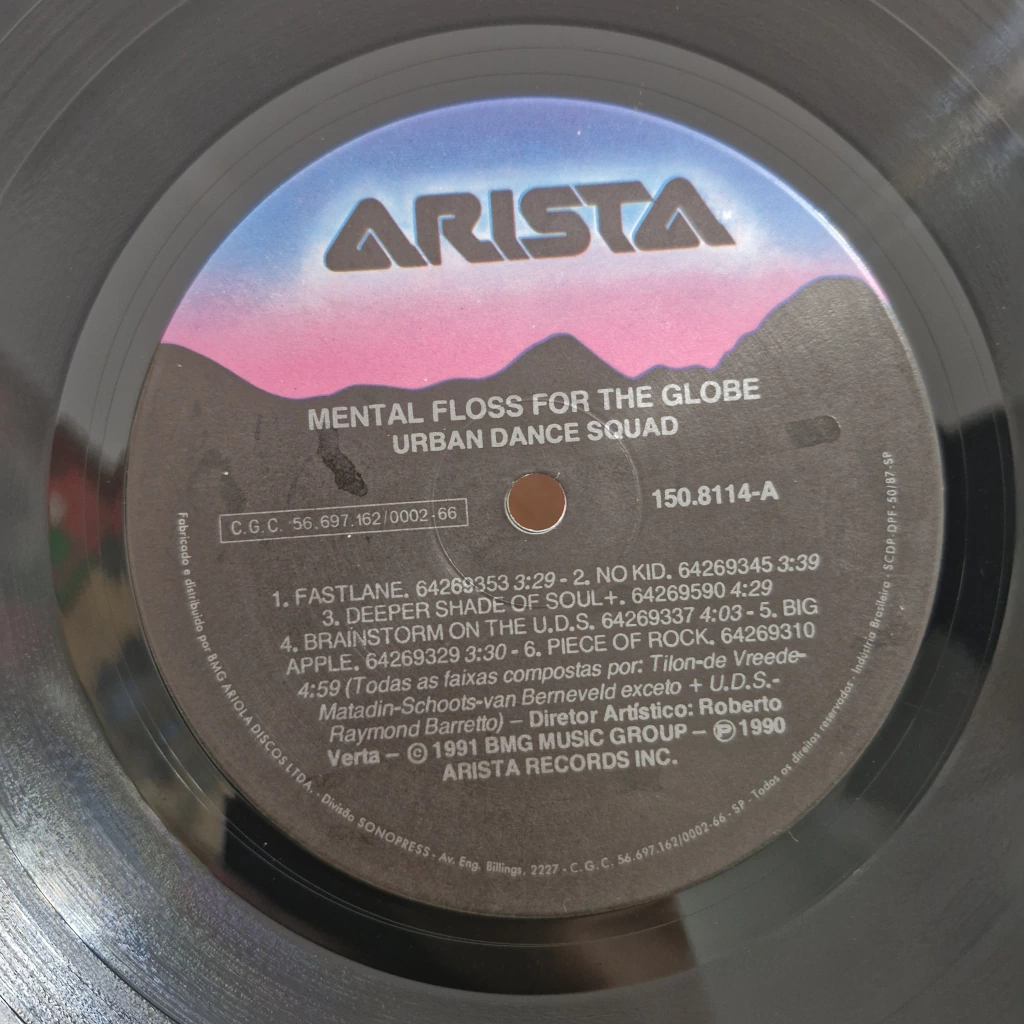 ARISTA
MENTAL FLOSS FOR THE GLOBE
URBAN DANCE SQUAD
150.8114-A
C.G.C. 56.697.162/0002-66
1. FASTLANE. 64269353 3:29 - 2. NO KID. 64269345 3:39
3. DEEPER SHADE OF SOUL+. 64269590 4:29
4. BRAINSTORM ON THE U.D.S. 64269337 4:03 - 5. BIG
APPLE. 64269329 3:30 - 6. PIECE OF ROCK. 64269310
4:59 (Todas as faixas compostas por: Tilon-de Vreede-
Matadin-Schoots-van Berneveld exceto + U.D.S.-
Raymond Barretto) – Diretor Artístico: Roberto
Verta – © 1991 BMG MUSIC GROUP – ℗ 1990
ARISTA RECORDS INC.
Fabricado e distribuído por BMG ARIOLA DISCOS LTDA. - Divisão SONOPRESS - Av. Eng. Billings, 2227 - C.G.C. 56.697.162/0002-66 - SP - Todos os direitos reservados - Indústria Brasileira - SCDP-DPF-50/87-SP